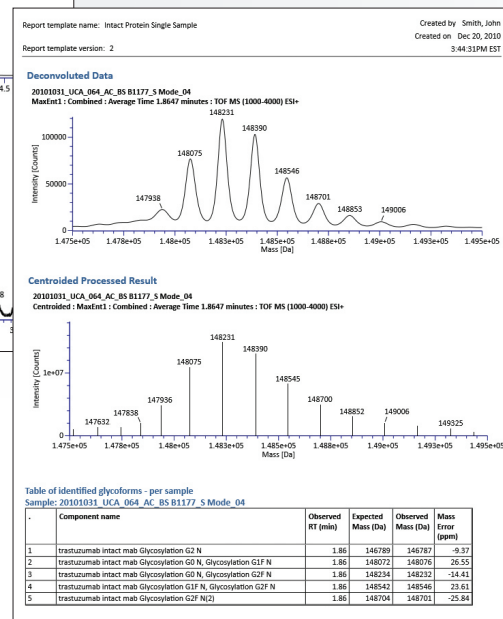 Report template name: Intact Protein Single Sample
Created by Smith, John
Created on Dec 20, 2010
Report template version: 2
3:44:31PM EST
Deconvoluted Data
20101031_UCA_064_AC_BS B1177_S Mode_04
MaxEnt1 : Combined : Average Time 1.8647 minutes : TOF MS (1000-4000) ESI+
4.5
148231
148390
148075
148546
148701
147938
148853
149006
Intensity [Counts]
100000
50000
0
1.475e+05 1.478e+05 1.48e+05 1.483e+05 1.485e+05 1.488e+05 1.49e+05 1.493e+05 1.495e+05
Mass [Da]
Centroided Processed Result
20101031_UCA_064_AC_BS B1177_S Mode_04
Centroided : MaxEnt1 : Combined : Average Time 1.8647 minutes : TOF MS (1000-4000) ESI+
8
148231
148390
148075
148545
147936
148700
147838
148852
149006
147632
149325
Intensity [Counts]
1e+07
0
1.475e+05 1.478e+05 1.48e+05 1.483e+05 1.485e+05 1.488e+05 1.49e+05 1.493e+05 1.495e+05
Mass [Da]
Table of identified glycoforms - per sample
Sample: 20101031_UCA_064_AC_BS B1177_S Mode_04
. Component name Observed RT (min) Expected Mass (Da) Observed Mass (Da) Mass Error (ppm)
1 trastuzumab intact mab Glycosylation G2 N 1.86 146789 146787 -9.37
2 trastuzumab intact mab Glycosylation G0 N, Glycosylation G1F N 1.86 148072 148076 26.55
3 trastuzumab intact mab Glycosylation G0 N, Glycosylation G2F N 1.86 148234 148232 -14.41
4 trastuzumab intact mab Glycosylation G1F N, Glycosylation G2F N 1.86 148542 148546 23.61
5 trastuzumab intact mab Glycosylation G2F N(2) 1.86 148704 148701 -25.84